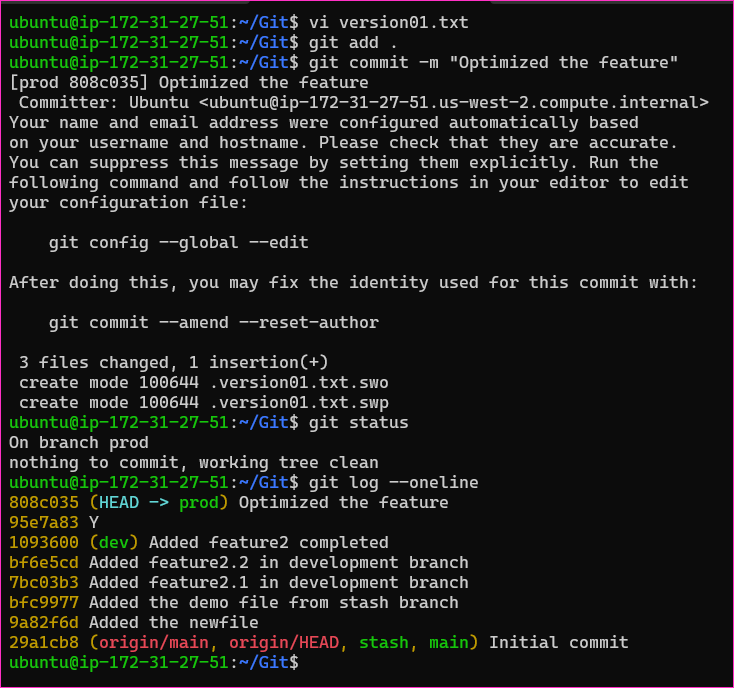 ubuntu@ip-172-31-27-51:~/Git$ vi version01.txt
ubuntu@ip-172-31-27-51:~/Git$ git add .
ubuntu@ip-172-31-27-51:~/Git$ git commit -m "Optimized the feature"
[prod 808c035] Optimized the feature
 Committer: Ubuntu <ubuntu@ip-172-31-27-51.us-west-2.compute.internal>
Your name and email address were configured automatically based
on your username and hostname. Please check that they are accurate.
You can suppress this message by setting them explicitly. Run the
following command and follow the instructions in your editor to edit
your configuration file:

    git config --global --edit

After doing this, you may fix the identity used for this commit with:

    git commit --amend --reset-author

 3 files changed, 1 insertion(+)
 create mode 100644 .version01.txt.swo
 create mode 100644 .version01.txt.swp
ubuntu@ip-172-31-27-51:~/Git$ git status
On branch prod
nothing to commit, working tree clean
ubuntu@ip-172-31-27-51:~/Git$ git log --oneline
808c035 (HEAD -> prod) Optimized the feature
95e7a83 Y
1093600 (dev) Added feature2 completed
bf6e5cd Added feature2.2 in development branch
7bc03b3 Added feature2.1 in development branch
bfc9977 Added the demo file from stash branch
9a82f6d Added the newfile
29a1cb8 (origin/main, origin/HEAD, stash, main) Initial commit
ubuntu@ip-172-31-27-51:~/Git$